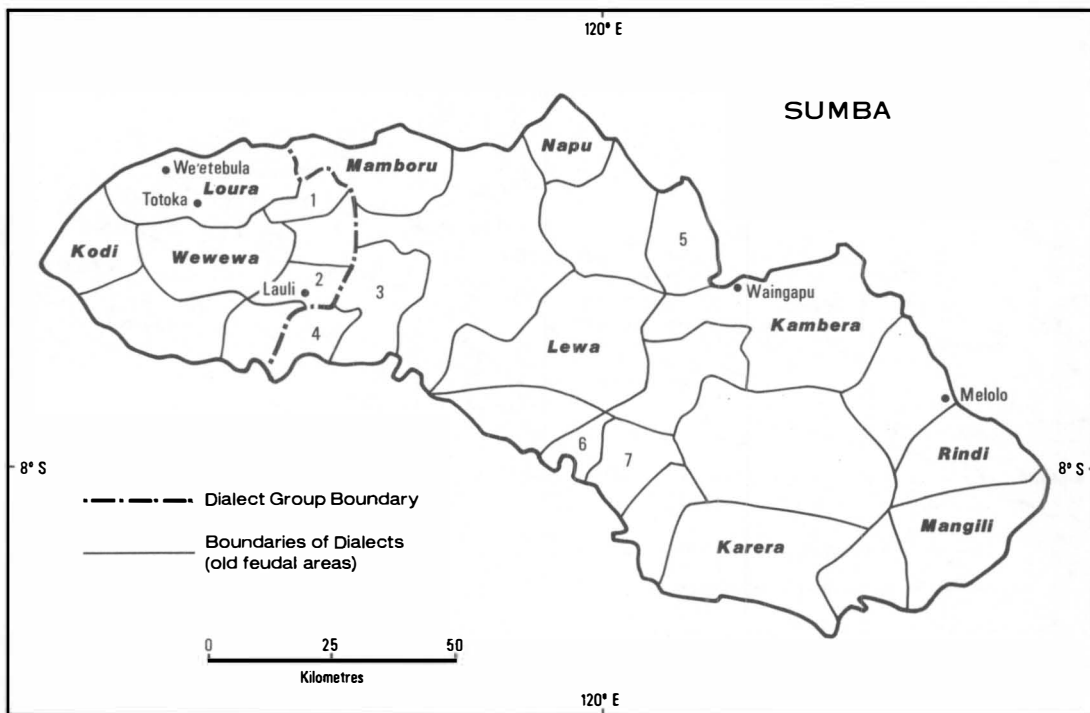 120° E
SUMBA
Napu
Mamboru
We'etebula
Loura
Totoka
1
5
Kodi
Wewewa
2
3
Lauli
Waingapu
Kambera
4
Lewa
Melolo
6
7
8° S
Rindi
8° S
Dialect Group Boundary
Mangili
Boundaries of Dialects
(old feudal areas)
Karera
0 25 50
Kilometres
120° E